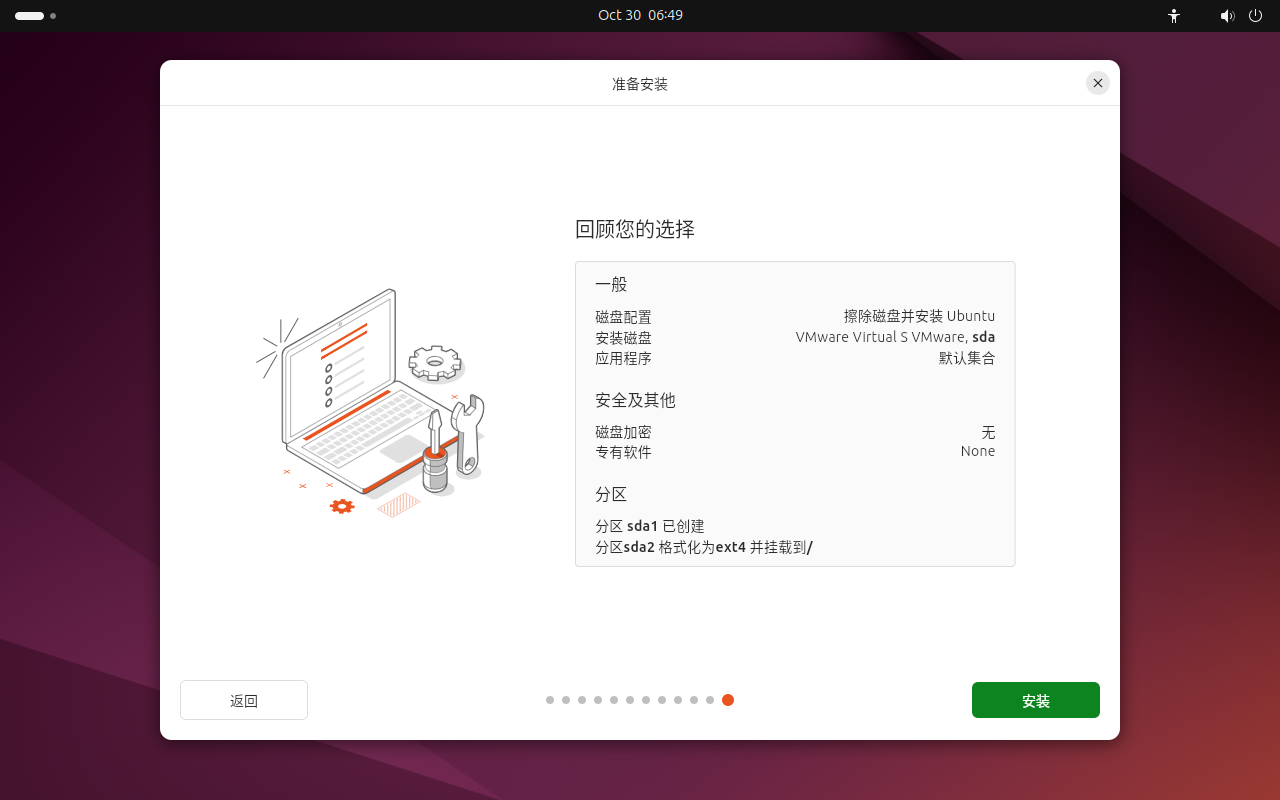 Oct 30 06:49
准备安装
回顾您的选择
一般
磁盘配置 擦除磁盘并安装 Ubuntu
安装磁盘 VMware Virtual S VMware, sda
应用程序 默认集合
安全及其他
磁盘加密 无
专有软件 None
分区
分区 sda1 已创建
分区sda2 格式化为ext4 并挂载到/
返回 安装